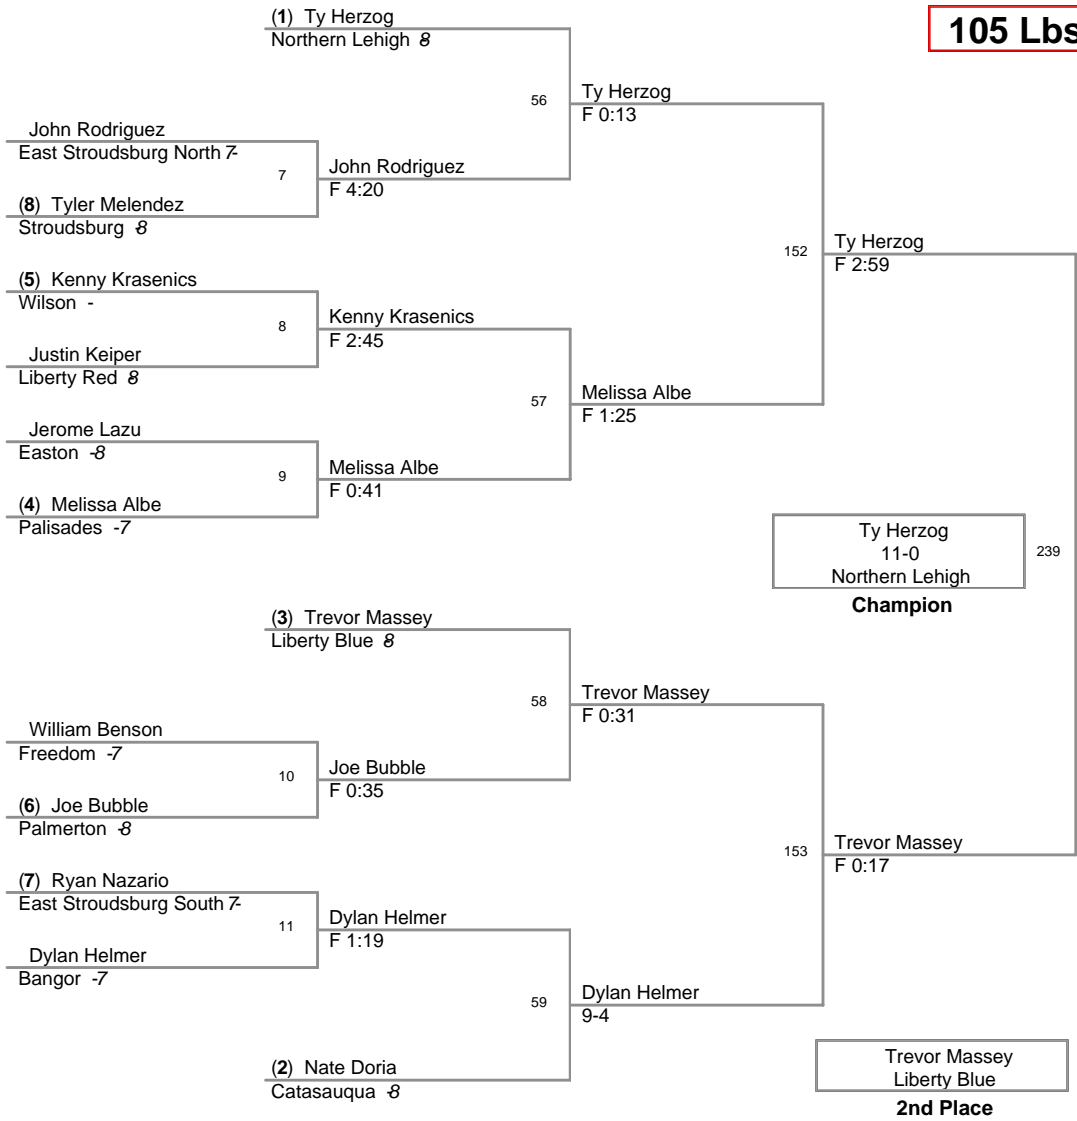 (1) Ty Herzog
Northern Lehigh 8
105 Lbs
56
Ty Herzog
F 0:13
John Rodriguez
East Stroudsburg North 7-
7
John Rodriguez
F 4:20
(8) Tyler Melendez
Stroudsburg -8
152
Ty Herzog
F 2:59
(5) Kenny Krasenics
Wilson -
8
Kenny Krasenics
F 2:45
Justin Keiper
Liberty Red 8
57
Melissa Albe
F 1:25
Jerome Lazu
Easton -8
9
Melissa Albe
F 0:41
(4) Melissa Albe
Palisades -7
Ty Herzog
11-0
Northern Lehigh
239
Champion
(3) Trevor Massey
Liberty Blue 8
58
Trevor Massey
F 0:31
William Benson
Freedom -7
10
Joe Bubble
F 0:35
(6) Joe Bubble
Palmerton -8
153
Trevor Massey
F 0:17
(7) Ryan Nazario
East Stroudsburg South 7-
11
Dylan Helmer
F 1:19
Dylan Helmer
Bangor -7
59
Dylan Helmer
9-4
(2) Nate Doria
Catasauqua -8
Trevor Massey
Liberty Blue
2nd Place